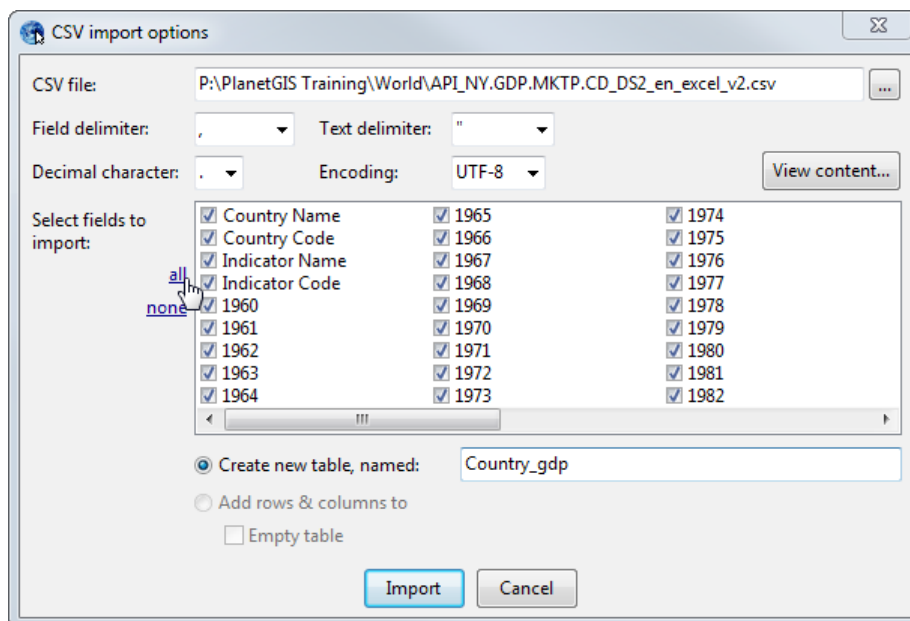 CSV import options
CSV file: P:\PlanetGIS Training\World\API_NY.GDP.MKTP.CD_DS2_en_excel_v2.csv ...
Field delimiter: , Text delimiter: "
Decimal character: . Encoding: UTF-8 View content...
Select fields to import:
all
none
Country Name 1965 1974
Country Code 1966 1975
Indicator Name 1967 1976
Indicator Code 1968 1977
1960 1969 1978
1961 1970 1979
1962 1971 1980
1963 1972 1981
1964 1973 1982
Create new table, named: Country_gdp
Add rows & columns to
Empty table
Import Cancel